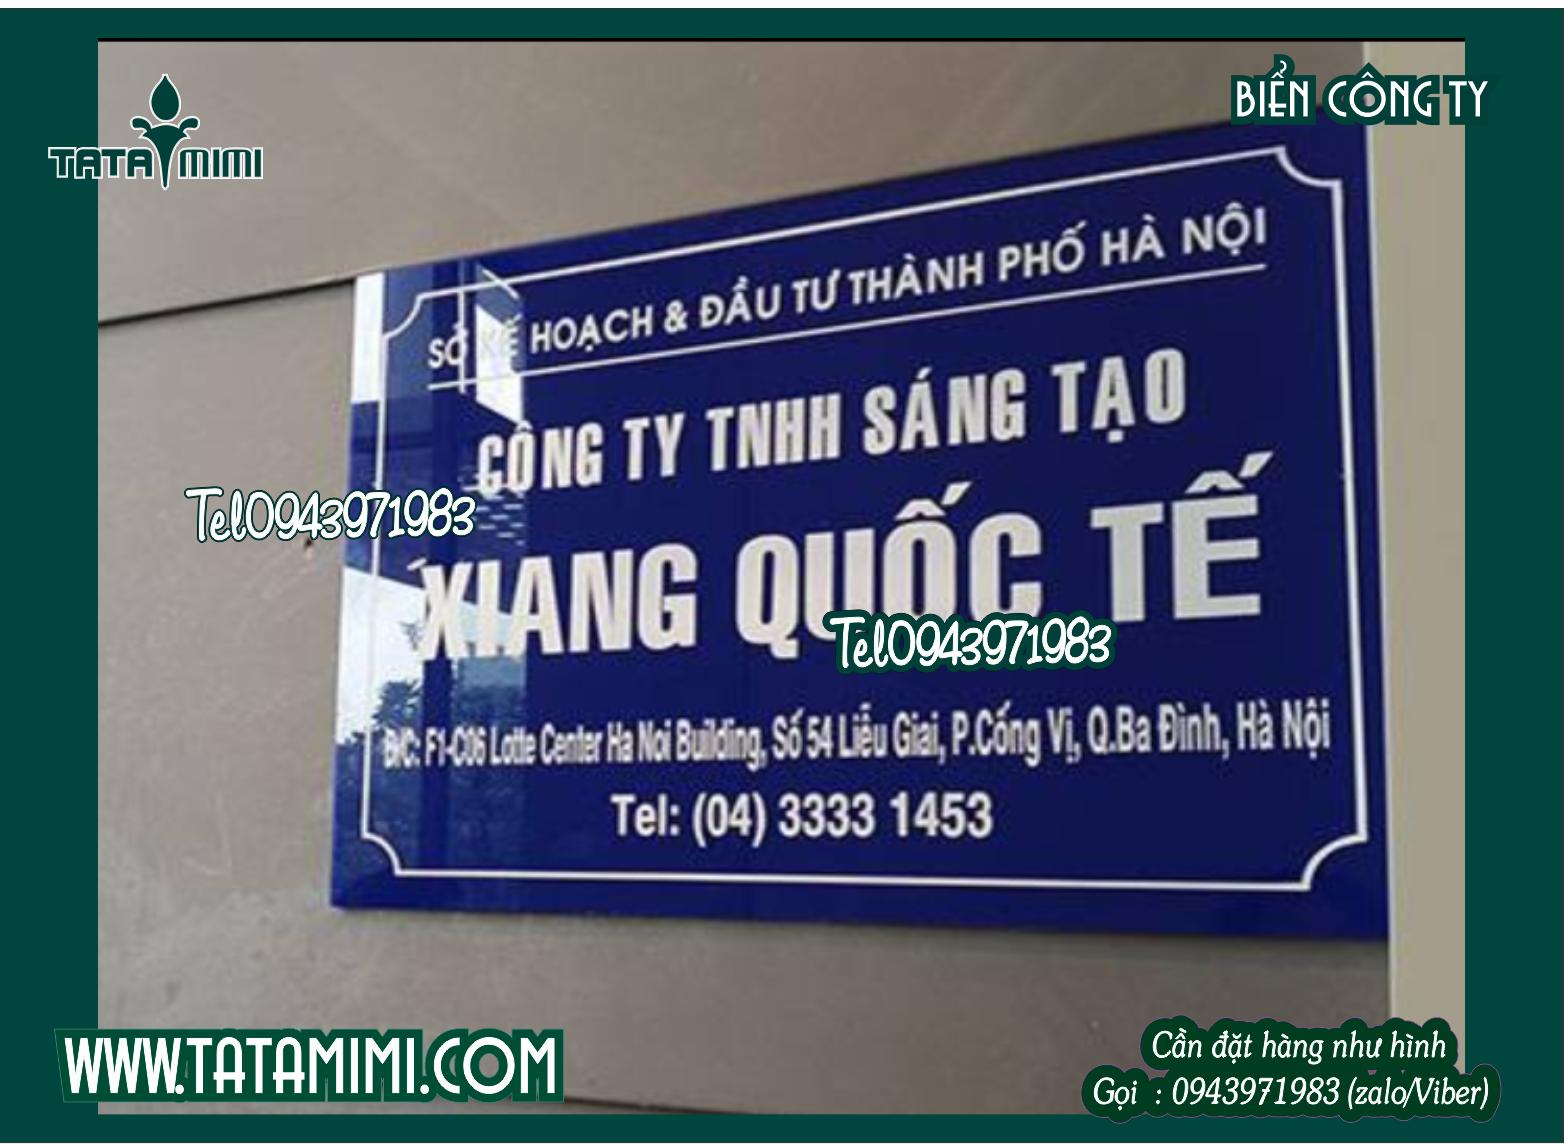 BIỂN CÔNG TY
TATA MIMI
SỞ KẾ HOẠCH & ĐẦU TƯ THÀNH PHỐ HÀ NỘI
CÔNG TY TNHH SÁNG TẠO
Tel0943971983
XIANG QUỐC TẾ
Tel0943971983
Đ/C: F1-C06 Lotte Center Ha Noi Building, Số 54 Liễu Giai, P.Cống Vị, Q.Ba Đình, Hà Nội
Tel: (04) 3333 1453
WWW.TATAMIMI.COM
Cần đặt hàng như hình
Gọi : 0943971983 (zalo/Viber)